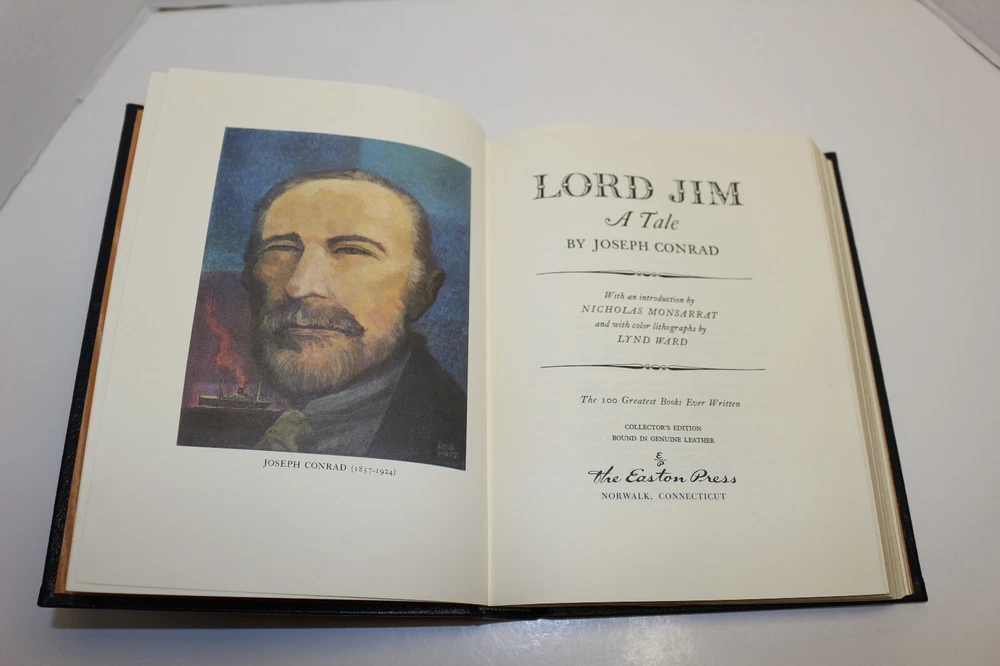 JOSEPH CONRAD (1857-1924)
LORD JIM
A Tale
BY JOSEPH CONRAD
With an introduction by
NICHOLAS MONSARRAT
and with color lithographs by
LYND WARD
The 100 Greatest Books Ever Written
COLLECTOR'S EDITION
BOUND IN GENUINE LEATHER
E
P
The Easton Press
NORWALK, CONNECTICUT